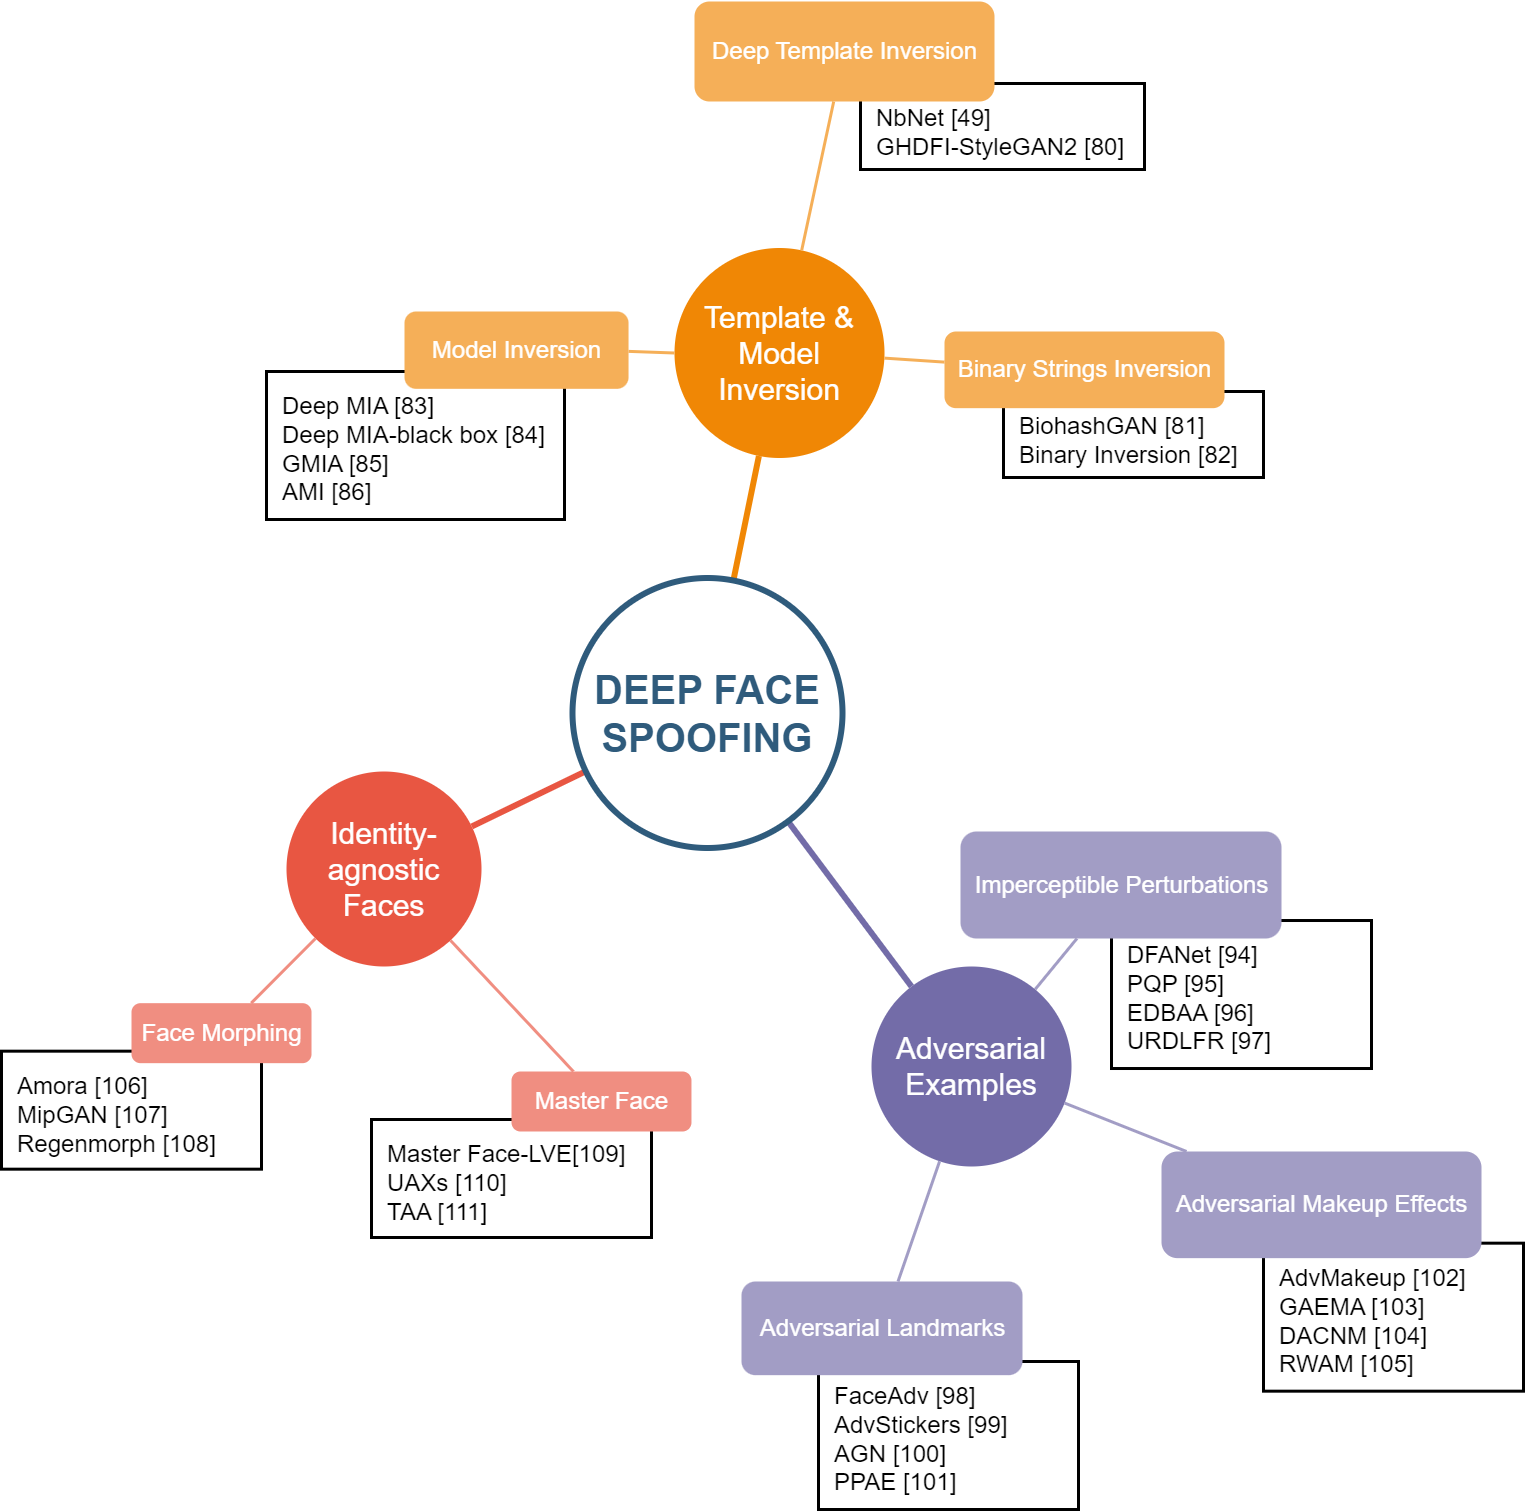 Deep Template Inversion
NbNet [49]
GHDFI-StyleGAN2 [80]
Template &
Model
Inversion
Model Inversion
Deep MIA [83]
Deep MIA-black box [84]
GMIA [85]
AMI [86]
Binary Strings Inversion
BiohashGAN [81]
Binary Inversion [82]
DEEP FACE
SPOOFING
Identity-
agnostic
Faces
Face Morphing
Amora [106]
MipGAN [107]
Regenmorph [108]
Master Face
Master Face-LVE[109]
UAXs [110]
TAA [111]
Imperceptible Perturbations
DFANet [94]
PQP [95]
EDBAA [96]
URDLFR [97]
Adversarial
Examples
Adversarial Makeup Effects
AdvMakeup [102]
GAEMA [103]
DACNM [104]
RWAM [105]
Adversarial Landmarks
FaceAdv [98]
AdvStickers [99]
AGN [100]
PPAE [101]